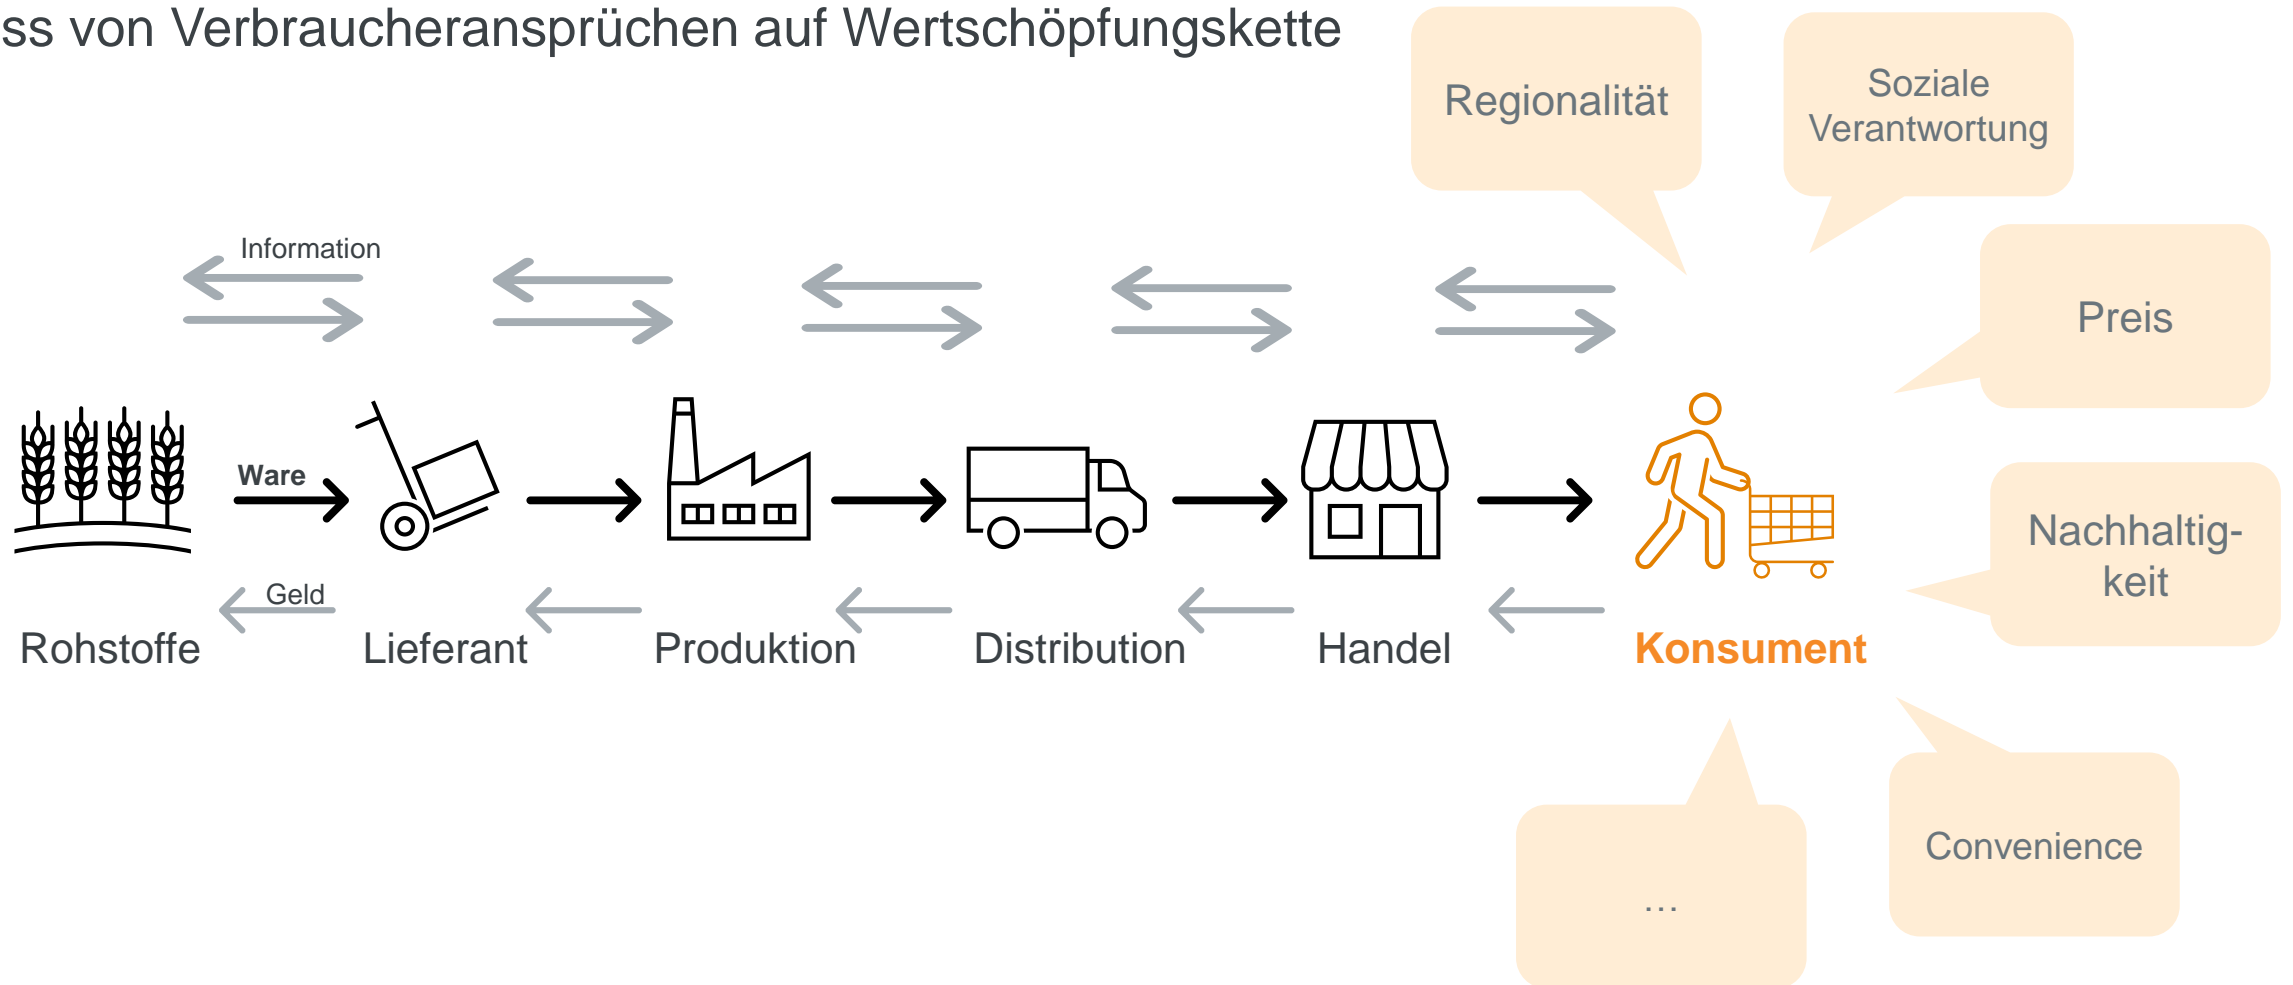 ss von Verbraucheransprüchen auf Wertschöpfungskette
Regionalität
Soziale
Verantwortung
Information
Preis
Ware
Nachhaltig-
keit
Geld
Rohstoffe
Lieferant
Produktion
Distribution
Handel
Konsument
Convenience
...